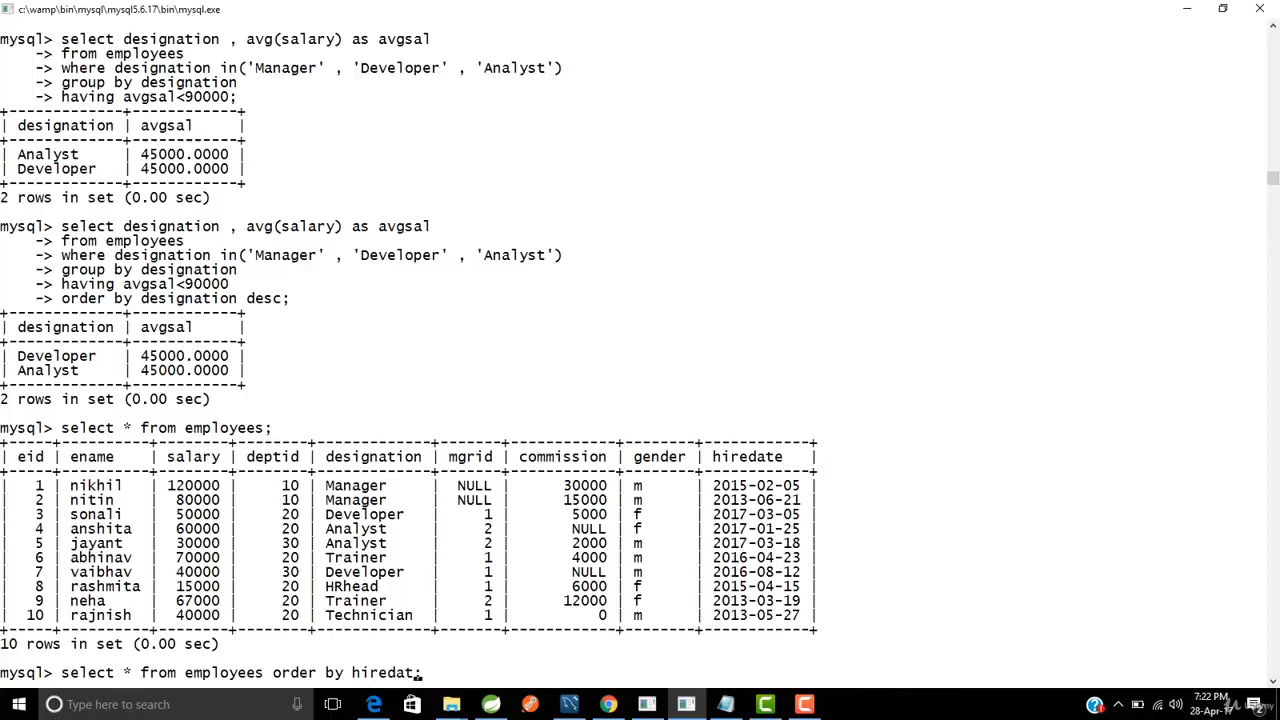 c:\wamp\bin\mysql\mysql5.6.17\bin\mysql.exe
mysql> select designation , avg(salary) as avgsal
    -> from employees
    -> where designation in('Manager' , 'Developer' , 'Analyst')
    -> group by designation
    -> having avgsal<90000;
+-------------+------------+
| designation | avgsal     |
+-------------+------------+
| Analyst     | 45000.0000 |
| Developer   | 45000.0000 |
+-------------+------------+
2 rows in set (0.00 sec)
mysql> select designation , avg(salary) as avgsal
    -> from employees
    -> where designation in('Manager' , 'Developer' , 'Analyst')
    -> group by designation
    -> having avgsal<90000
    -> order by designation desc;
+-------------+------------+
| designation | avgsal     |
+-------------+------------+
| Developer   | 45000.0000 |
| Analyst     | 45000.0000 |
+-------------+------------+
2 rows in set (0.00 sec)
mysql> select * from employees;
+-----+----------+--------+--------+-------------+-------+------------+--------+------------+
| eid | ename    | salary | deptid | designation | mgrid | commission | gender | hiredate   |
+-----+----------+--------+--------+-------------+-------+------------+--------+------------+
|   1 | nikhil   | 120000 |     10 | Manager     |  NULL |      30000 | m      | 2015-02-05 |
|   2 | nitin    |  80000 |     10 | Manager     |  NULL |      15000 | m      | 2013-06-21 |
|   3 | sonali   |  50000 |     20 | Developer   |     1 |       5000 | f      | 2017-03-05 |
|   4 | anshita  |  60000 |     20 | Analyst     |     2 |       NULL | f      | 2017-01-25 |
|   5 | jayant   |  30000 |     30 | Analyst     |     2 |       2000 | m      | 2017-03-18 |
|   6 | abhinav  |  70000 |     20 | Trainer     |     1 |       4000 | m      | 2016-04-23 |
|   7 | vaibhav  |  40000 |     30 | Developer   |     1 |       NULL | m      | 2016-08-12 |
|   8 | rashmita |  15000 |     20 | HRhead      |     1 |       6000 | f      | 2015-04-15 |
|   9 | neha     |  67000 |     20 | Trainer     |     2 |      12000 | f      | 2013-03-19 |
|  10 | rajnish  |  40000 |     20 | Technician  |     1 |          0 | m      | 2013-05-27 |
+-----+----------+--------+--------+-------------+-------+------------+--------+------------+
10 rows in set (0.00 sec)
mysql> select * from employees order by hiredat;
Type here to search
7:22 PM
28-Apr-17